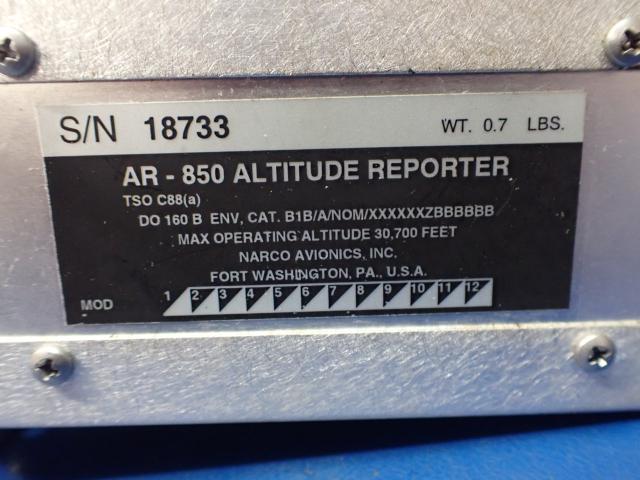 S/N 18733 WT. 0.7 LBS.
AR - 850 ALTITUDE REPORTER
TSO C88(a)
DO 160 B ENV, CAT. B1B/A/NOM/XXXXXXZBBBBBB
MAX OPERATING ALTITUDE 30,700 FEET
NARCO AVIONICS, INC.
FORT WASHINGTON, PA., U.S.A.
MOD 1 2 3 4 5 6 7 8 9 10 11 12